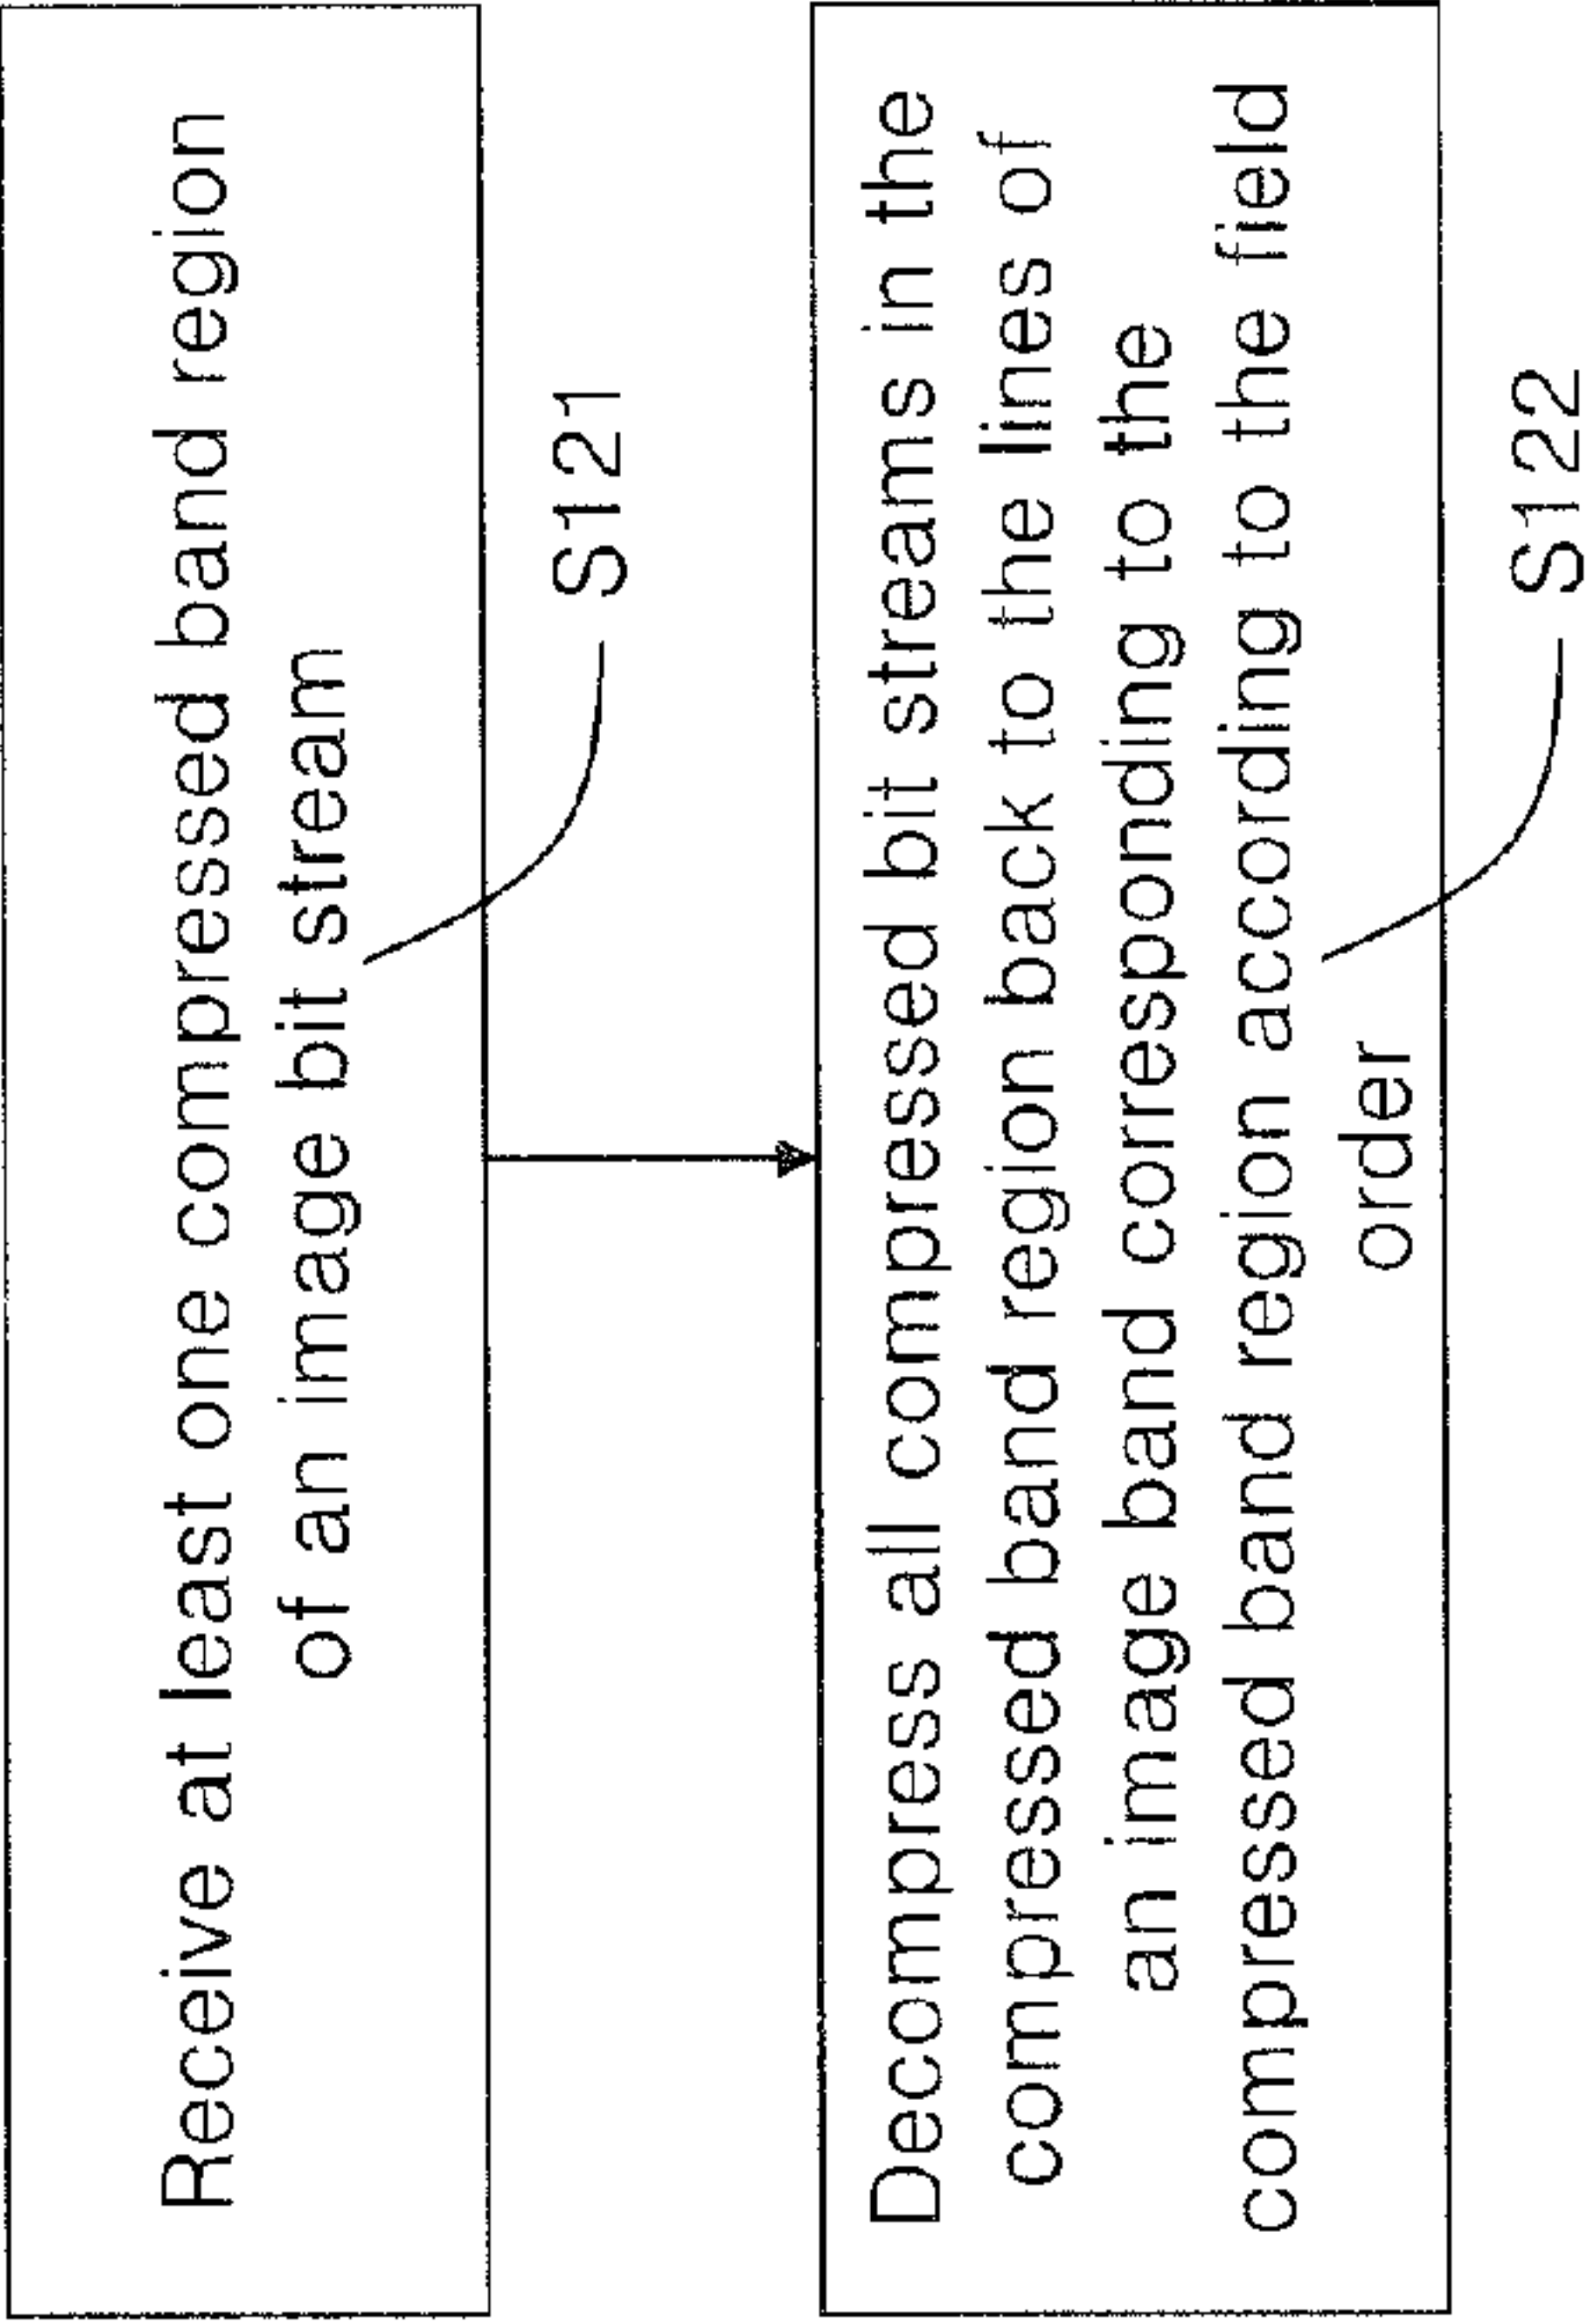 Receive at least one compressed band region
of an image bit stream
S121
Decompress all compressed bit streams in the
compressed band region back to the lines of
an image band corresponding to the
compressed band region according to the field
order
S122